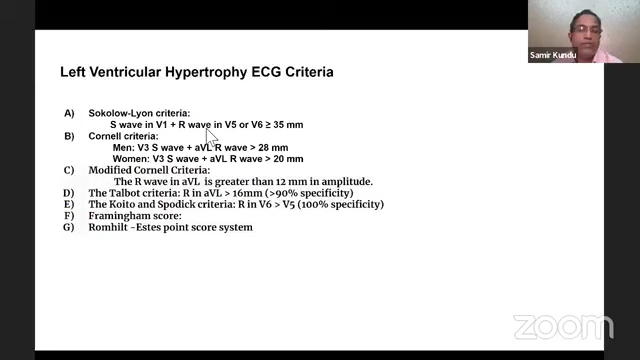 Samir Kundu
Left Ventricular Hypertrophy ECG Criteria
A) Sokolow-Lyon criteria:
S wave in V1 + R wave in V5 or V6 ≥ 35 mm
B) Cornell criteria:
Men: V3 S wave + aVL R wave > 28 mm
Women: V3 S wave + aVL R wave > 20 mm
C) Modified Cornell Criteria:
The R wave in aVL is greater than 12 mm in amplitude.
D) The Talbot criteria: R in aVL > 16mm (>90% specificity)
E) The Koito and Spodick criteria: R in V6 > V5 (100% specificity)
F) Framingham score:
G) Romhilt -Estes point score system
zoom